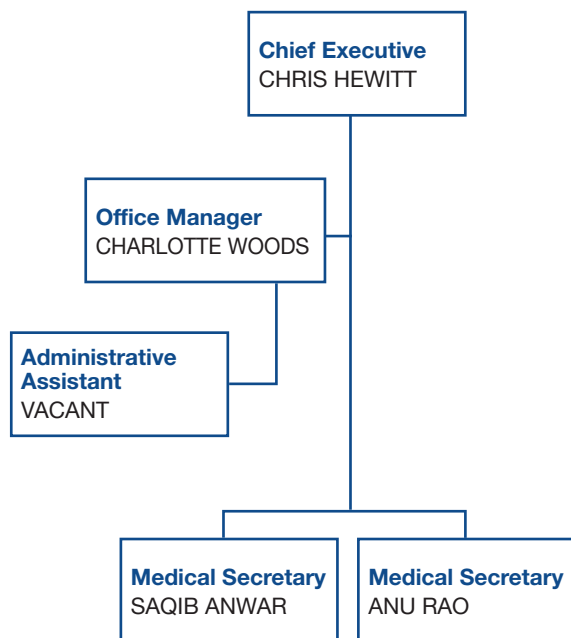 Chief Executive
CHRIS HEWITT
Office Manager
CHARLOTTE WOODS
Administrative
Assistant
VACANT
Medical Secretary
SAQIB ANWAR
Medical Secretary
ANU RAO